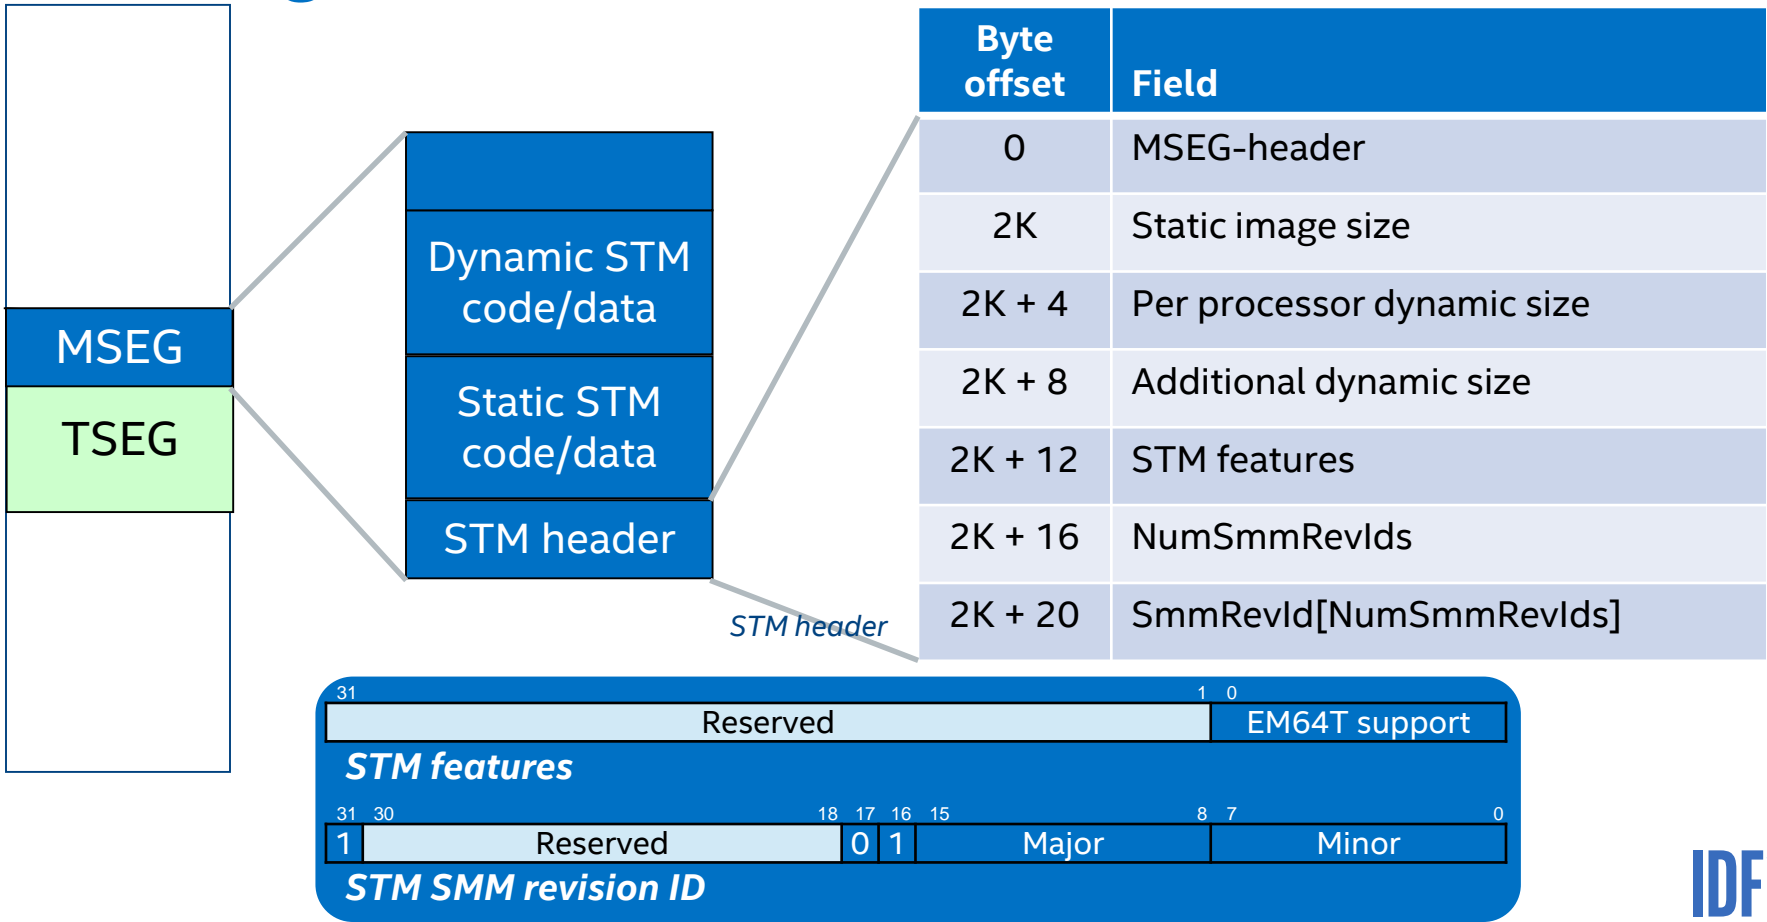 MSEG
TSEG
Dynamic STM
code/data
Static STM
code/data
STM header
STM header
Byte
offset
Field
0 MSEG-header
2K Static image size
2K + 4 Per processor dynamic size
2K + 8 Additional dynamic size
2K + 12 STM features
2K + 16 NumSmmRevIds
2K + 20 SmmRevId[NumSmmRevIds]
31 1 0
Reserved EM64T support
STM features
31 30 18 17 16 15 8 7 0
1 Reserved 0 1 Major Minor
STM SMM revision ID
IDF